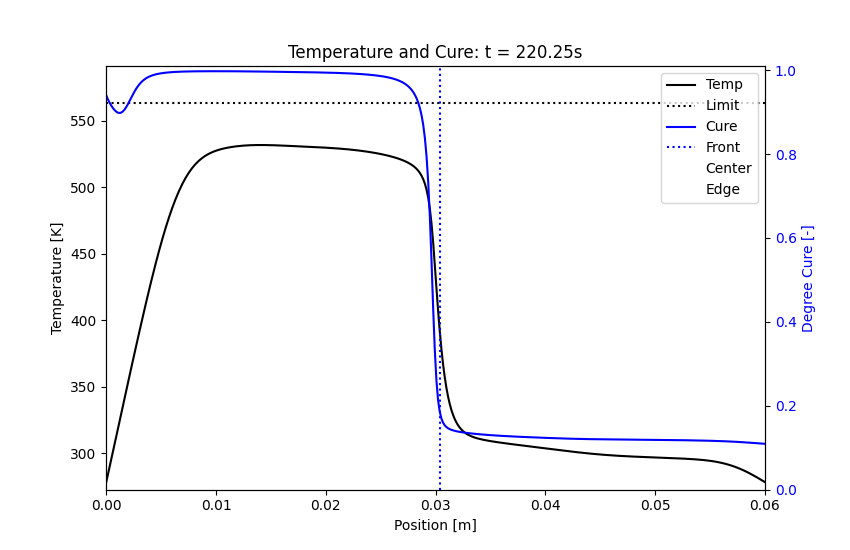 Temperature and Cure: t = 220.25s
Temp
Limit
Cure
Front
Center
Edge
Temperature [K]
550
500
450
400
350
300
Degree Cure [-]
1.0
0.8
0.6
0.4
0.2
0.0
0.00 0.01 0.02 0.03 0.04 0.05 0.06
Position [m]